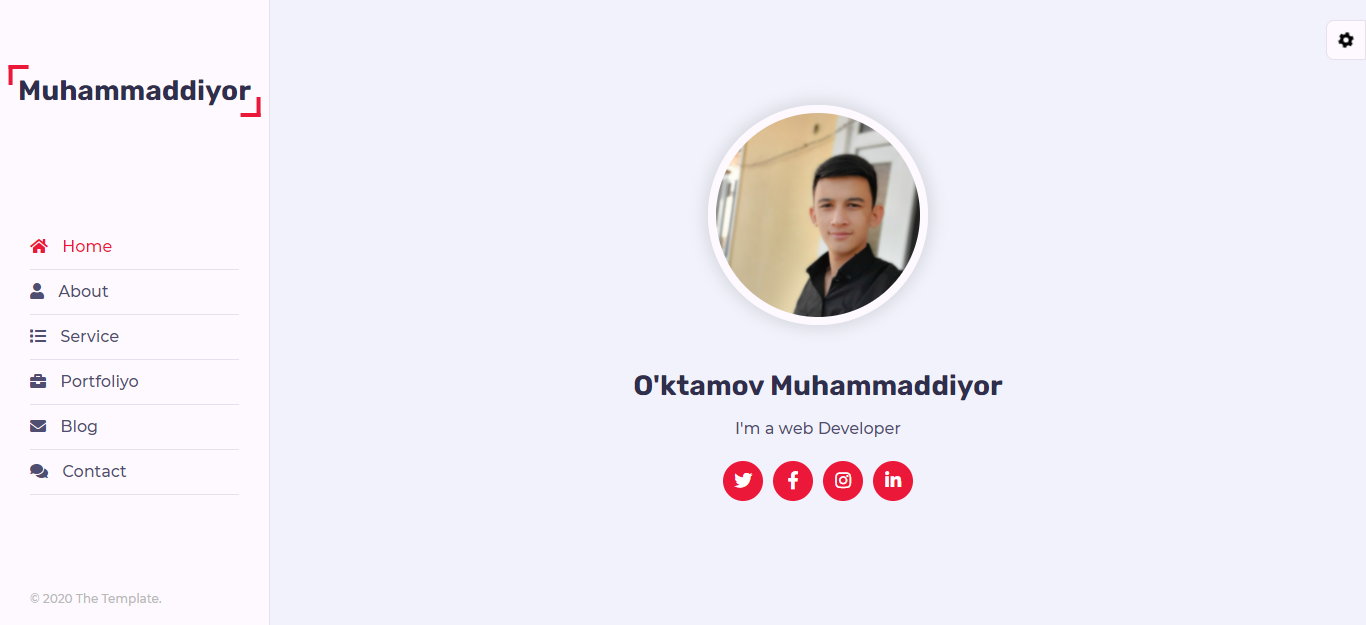 Muhammaddiyor
Home
About
Service
Portfoliyo
Blog
Contact
© 2020 The Template.
O'ktamov Muhammaddiyor
I'm a web Developer